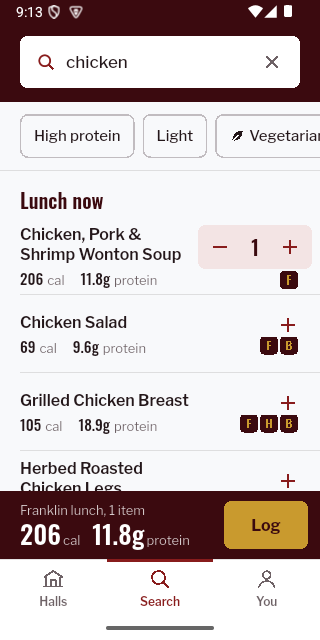 9:13
chicken
High protein
Light
Vegetarian
Lunch now
Chicken, Pork &
Shrimp Wonton Soup
1
206 cal 11.8g protein
F
Chicken Salad
69 cal 9.6g protein
F B
Grilled Chicken Breast
105 cal 18.9g protein
F H B
Herbed Roasted
Chicken Legs
Franklin lunch, 1 item
206 cal 11.8g protein
Log
Halls
Search
You